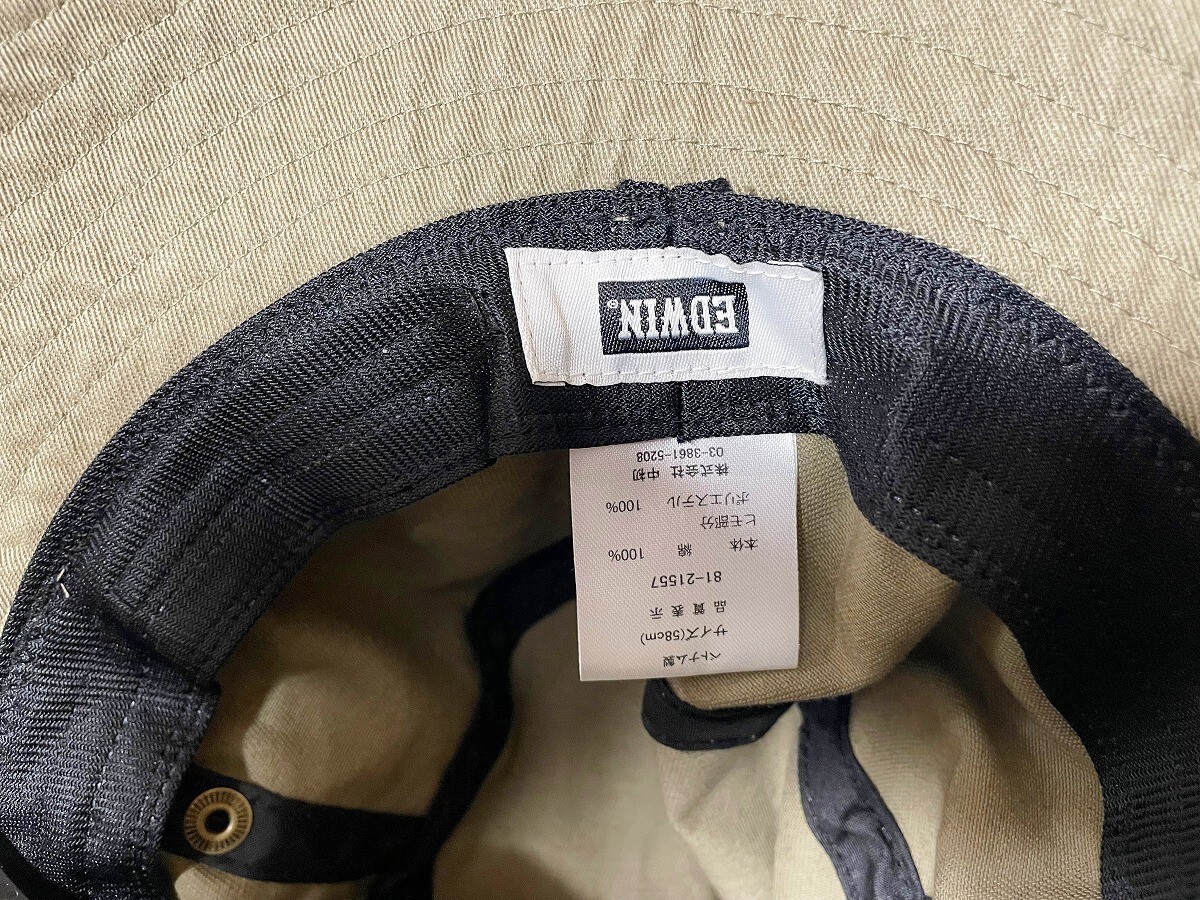 EDWIN®
ベトナム製
サイズ(58cm)
品 質 表 示
81-21557
本体 綿 100%
ヒモ部分
ポリエステル 100%
株式会社 中初
03-3861-5208